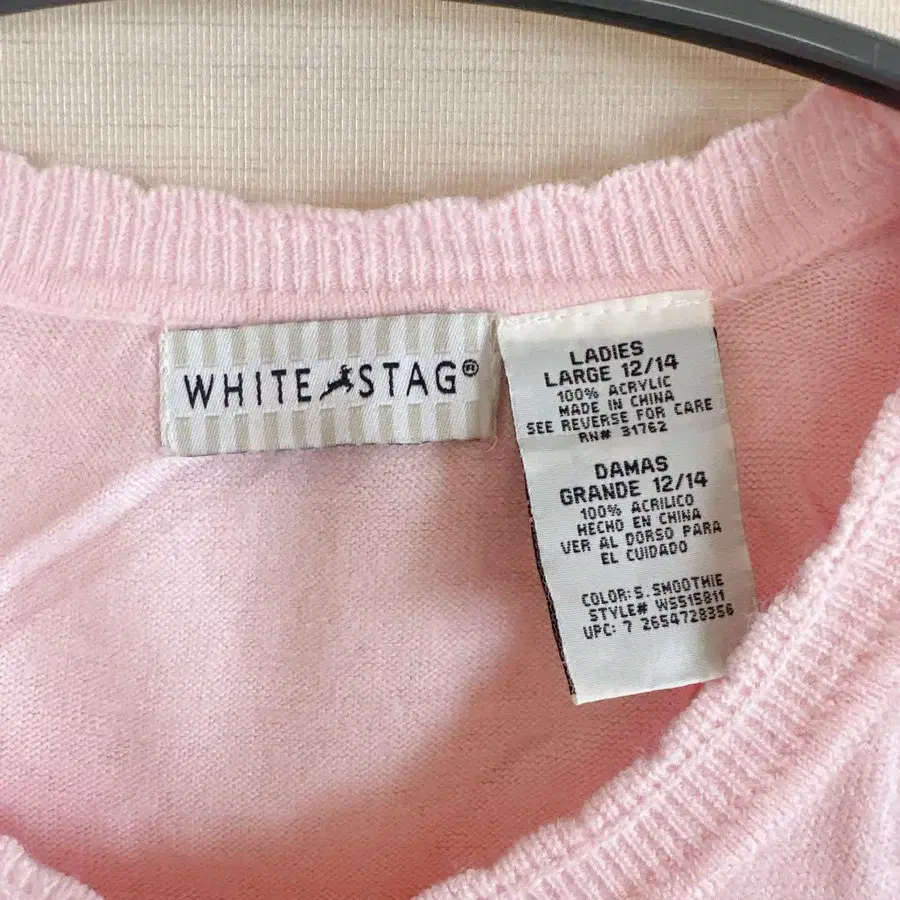 WHITE STAG®
LADIES
LARGE 12/14
100% ACRYLIC
MADE IN CHINA
SEE REVERSE FOR CARE
RN# 31762
DAMAS
GRANDE 12/14
100% ACRILICO
HECHO EN CHINA
VER AL DORSO PARA
EL CUIDADO
COLOR: S.SMOOTHIE
STYLE# WS515811
UPC: 7 2654728356